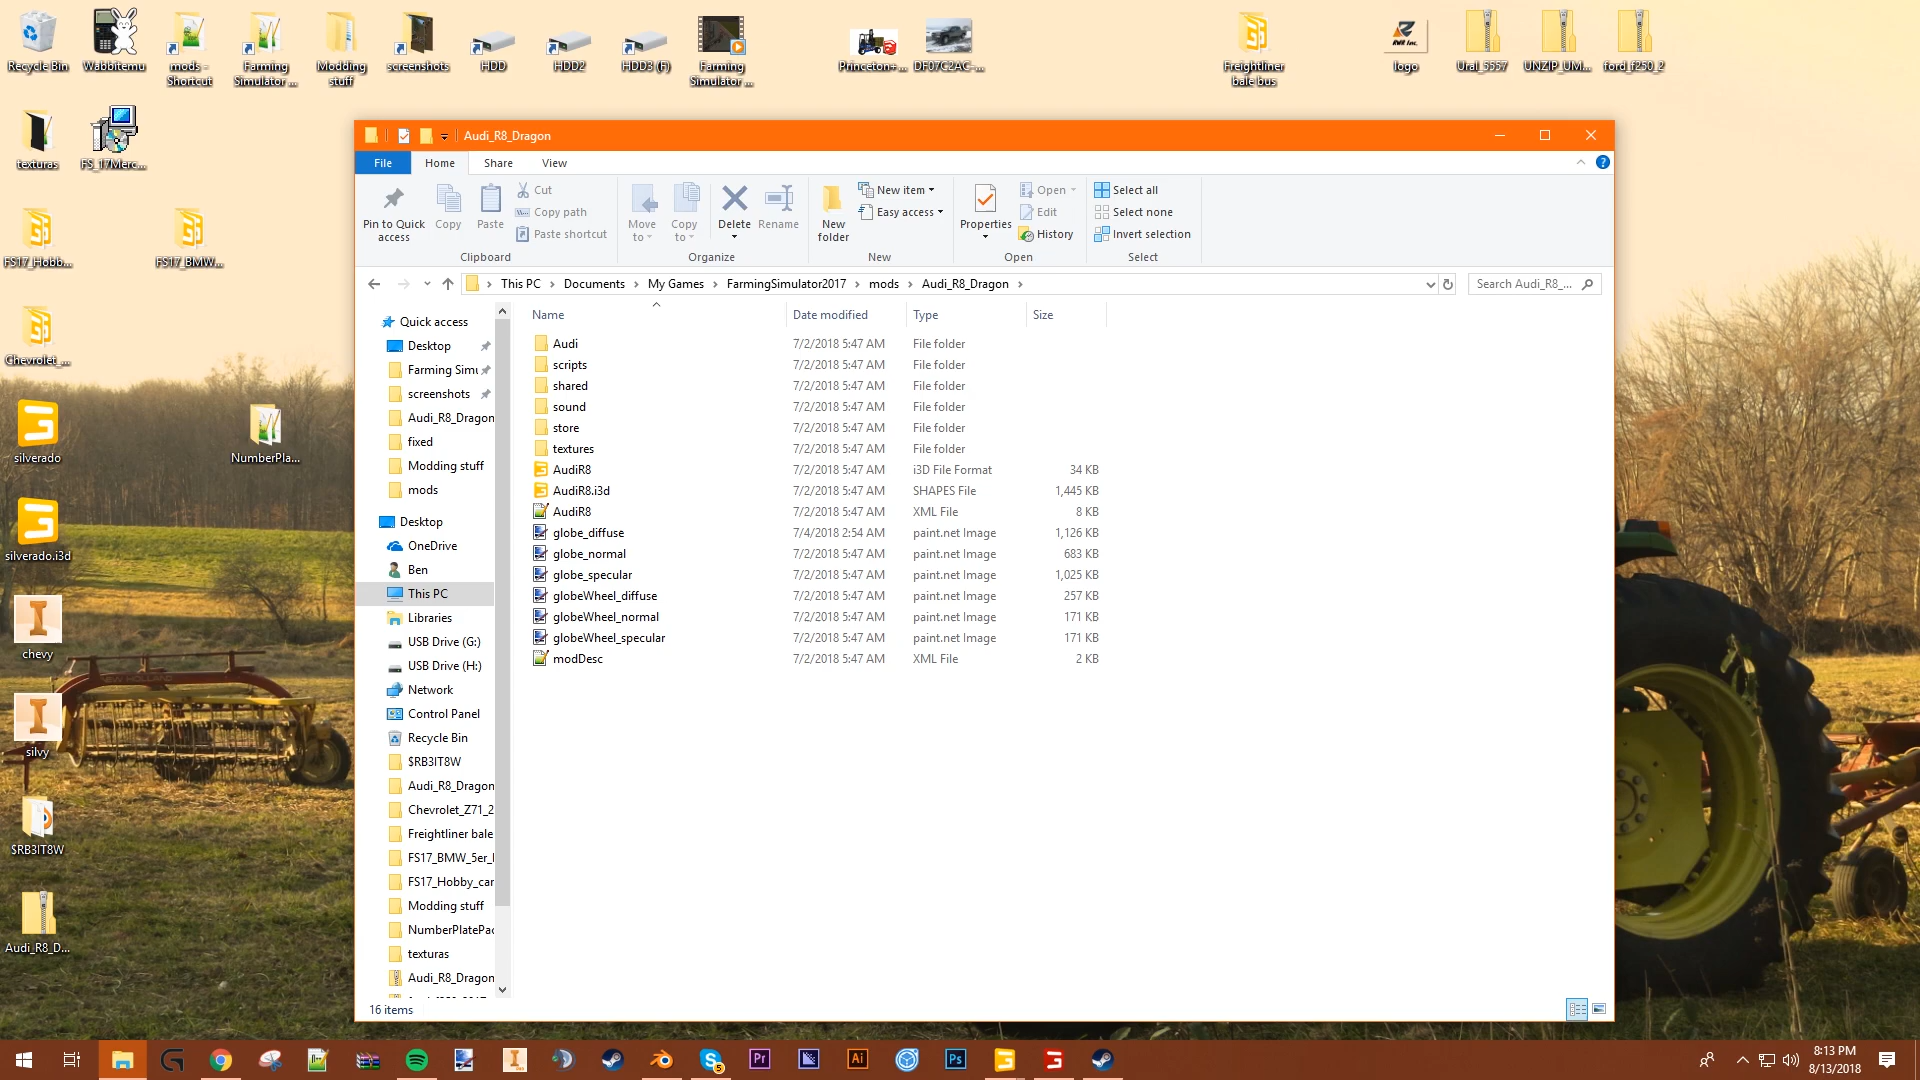 Recycle Bin
Wabbitemu
mods - Shortcut
Farming Simulator ...
Modding stuff
screenshots
HDD
HDD2
HDD3 (F)
Farming Simulator ...
Princeton+...
DF07C2AC-...
Freightliner bale bus
logo
Ural_5557
UNZIP_UM...
ford_f250_2
texturas
FS_17Merc...
FS17_Hobb...
FS17_BMW...
Chevrolet_...
silverado
NumberPla...
silverado.i3d
chevy
silvy
$RB3IT8W
Audi_R8_D...
Audi_R8_Dragon
File
Home
Share
View
Pin to Quick access
Copy
Paste
Cut
Copy path
Paste shortcut
Clipboard
Move to
Copy to
Delete
Rename
Organize
New folder
New item
Easy access
New
Properties
Open
Edit
History
Open
Select all
Select none
Invert selection
Select
This PC
Documents
My Games
FarmingSimulator2017
mods
Audi_R8_Dragon
Search Audi_R8_...
Quick access
Desktop
Farming Simu
screenshots
Audi_R8_Dragon
fixed
Modding stuff
mods
Desktop
OneDrive
Ben
This PC
Libraries
USB Drive (G:)
USB Drive (H:)
Network
Control Panel
Recycle Bin
$RB3IT8W
Audi_R8_Dragon
Chevrolet_Z71_2
Freightliner bale
FS17_BMW_5er_
FS17_Hobby_car
Modding stuff
NumberPlatePac
texturas
Audi_R8_Dragon
Name Date modified Type Size
Audi 7/2/2018 5:47 AM File folder
scripts 7/2/2018 5:47 AM File folder
shared 7/2/2018 5:47 AM File folder
sound 7/2/2018 5:47 AM File folder
store 7/2/2018 5:47 AM File folder
textures 7/2/2018 5:47 AM File folder
AudiR8 7/2/2018 5:47 AM i3D File Format 34 KB
AudiR8.i3d 7/2/2018 5:47 AM SHAPES File 1,445 KB
AudiR8 7/2/2018 5:47 AM XML File 8 KB
globe_diffuse 7/4/2018 2:54 AM paint.net Image 1,126 KB
globe_normal 7/2/2018 5:47 AM paint.net Image 683 KB
globe_specular 7/2/2018 5:47 AM paint.net Image 1,025 KB
globeWheel_diffuse 7/2/2018 5:47 AM paint.net Image 257 KB
globeWheel_normal 7/2/2018 5:47 AM paint.net Image 171 KB
globeWheel_specular 7/2/2018 5:47 AM paint.net Image 171 KB
modDesc 7/2/2018 5:47 AM XML File 2 KB
16 items
8:13 PM
8/13/2018